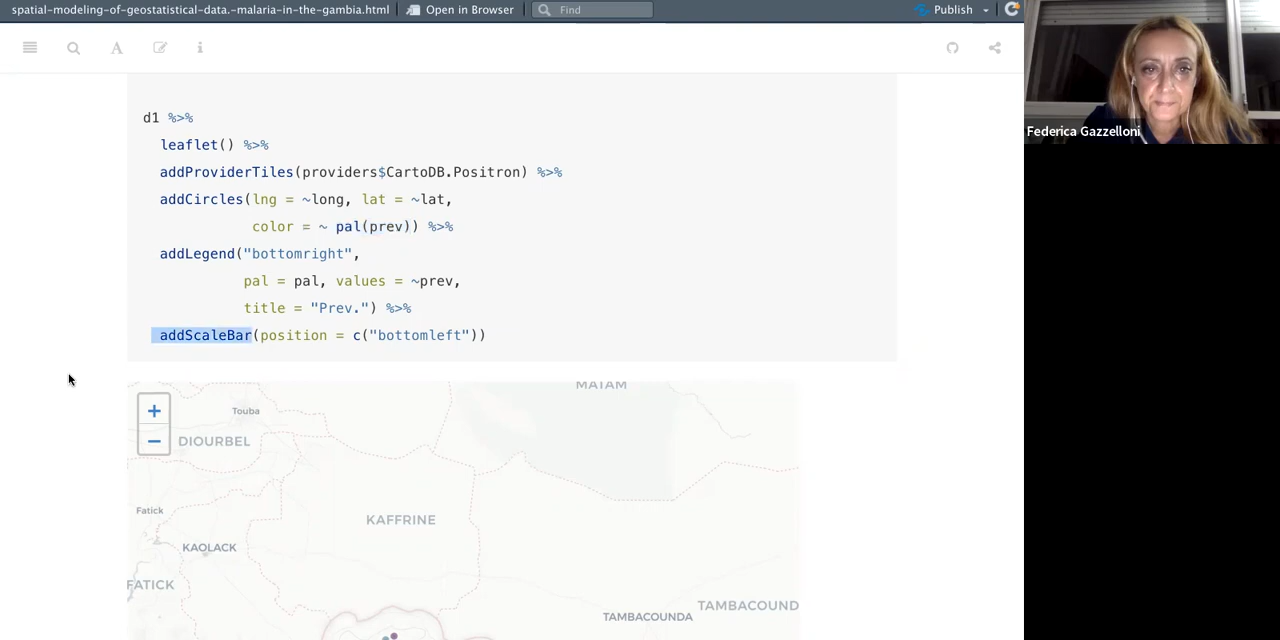 spatial-modeling-of-geostatistical-data.-malaria-in-the-gambia.html
Open in Browser
Find
Publish
d1 %>%
leaflet() %>%
addProviderTiles(providers$CartoDB.Positron) %>%
addCircles(lng = ~long, lat = ~lat,
color = ~ pal(prev)) %>%
addLegend("bottomright",
pal = pal, values = ~prev,
title = "Prev.") %>%
addScaleBar(position = c("bottomleft"))
+
−
MATAM
Touba
DIOURBEL
Fatick
KAFFRINE
KAOLACK
FATICK
TAMBACOUNDA
TAMBACOUND
Federica Gazzelloni